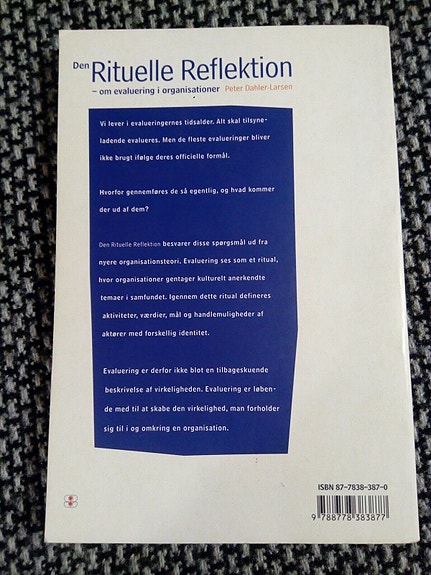 Den Rituelle Reflektion
– om evaluering i organisationer Peter Dahler-Larsen
Vi lever i evalueringernes tidsalder. Alt skal tilsyne-
ladende evalueres. Men de fleste evalueringer bliver
ikke brugt ifølge deres officielle formål.
Hvorfor gennemføres de så egentlig, og hvad kommer
der ud af dem?
Den Rituelle Reflektion besvarer disse spørgsmål ud fra
nyere organisationsteori. Evaluering ses som et ritual,
hvor organisationer gentager kulturelt anerkendte
temaer i samfundet. Igennem dette ritual defineres
aktiviteter, værdier, mål og handlemuligheder af
aktører med forskellig identitet.
Evaluering er derfor ikke blot en tilbageskuende
beskrivelse af virkeligheden. Evaluering er løben-
de med til at skabe den virkelighed, man forholder
sig til i og omkring en organisation.
ISBN 87-7838-387-0
9 788778 383877